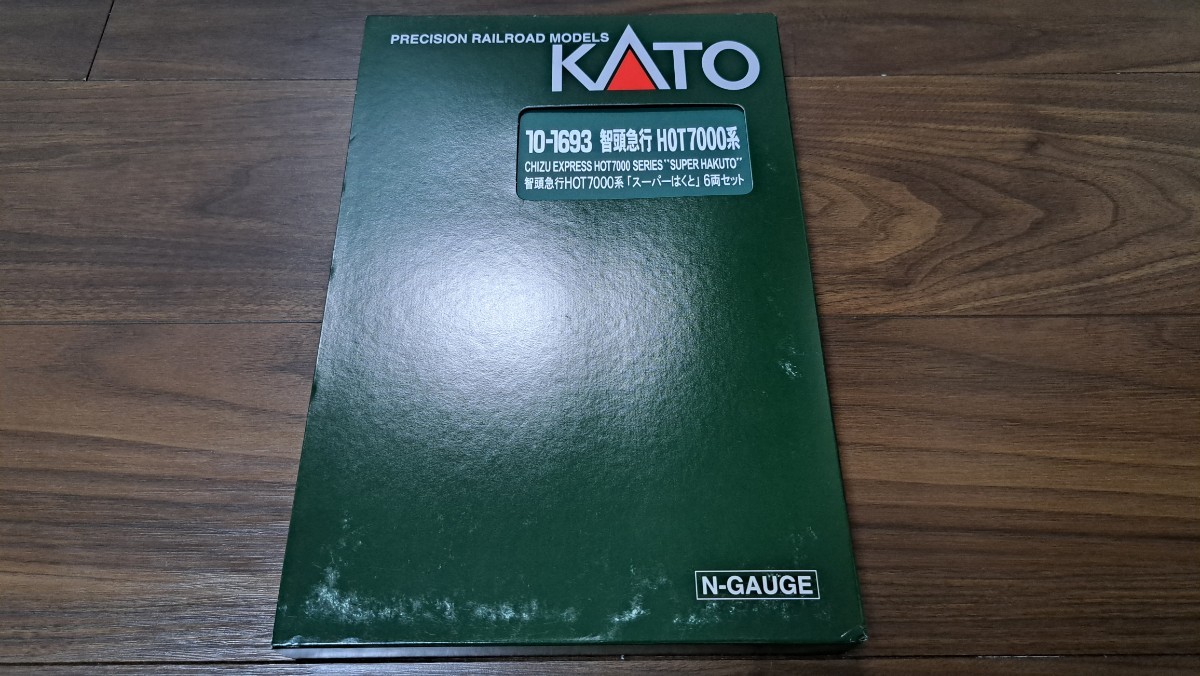 PRECISION RAILROAD MODELS
KATO
10-1693 智頭急行 HOT7000系
CHIZU EXPRESS HOT7000 SERIES "SUPER HAKUTO"
智頭急行HOT7000系「スーパーはくと」6両セット
N-GAUGE